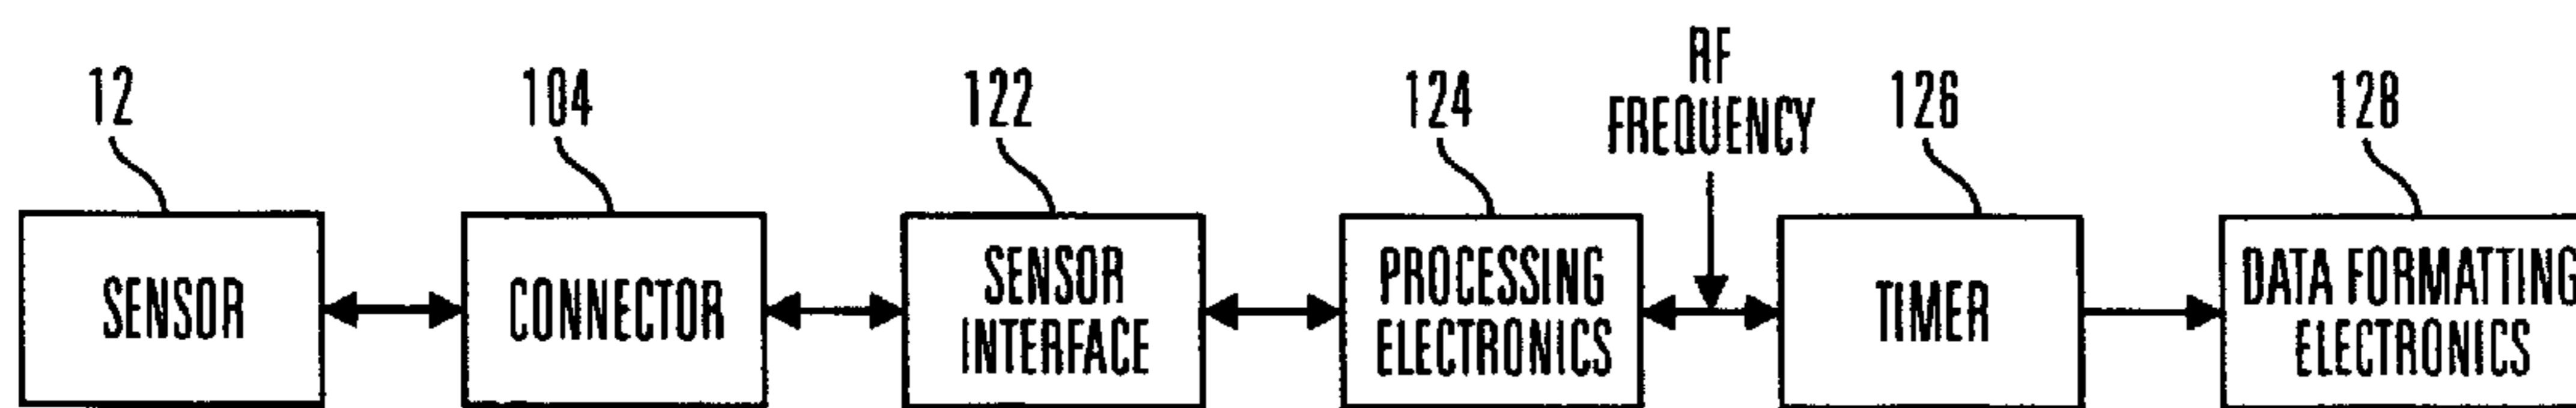 12
104
122
124
RF
FREQUENCY
126
128
SENSOR
CONNECTOR
SENSOR
INTERFACE
PROCESSING
ELECTRONICS
TIMER
DATA FORMATTING
ELECTRONICS